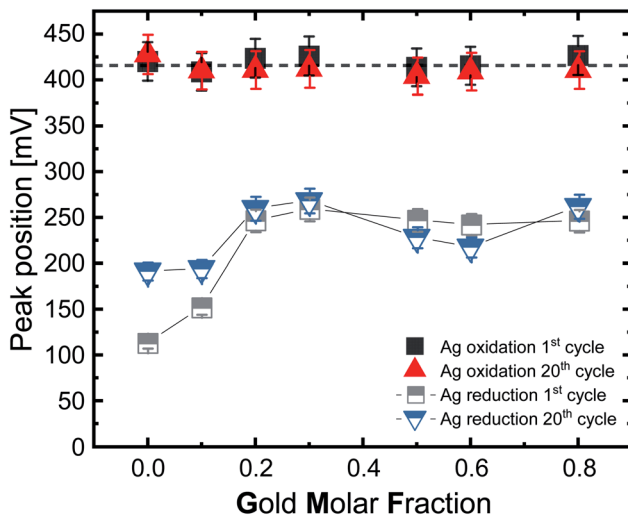 450
400
350
300
250
200
150
100
50
0
Peak position [mV]
Ag oxidation 1st cycle
Ag oxidation 20th cycle
Ag reduction 1st cycle
Ag reduction 20th cycle
0.0 0.2 0.4 0.6 0.8
Gold Molar Fraction